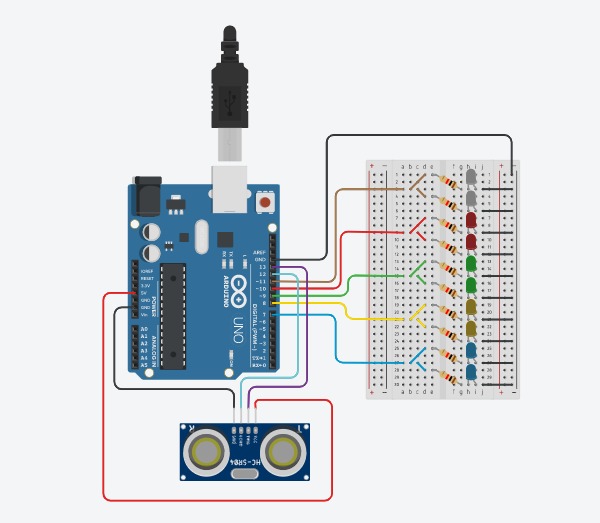 AREF
GND
13
12
~11
~10
~9
8
7
~6
~5
4
~3
2
TX→1
RX←0
DIGITAL (PWM~)
IOREF
RESET
3.3V
5V
GND
GND
Vin
POWER
A0
A1
A2
A3
A4
A5
ANALOG IN
L
TX
RX
ON
ARDUINO
UNO
HC-SR04
GND
ECHO
TRIG
VCC
a b c d e
f g h i j
a b c d e
f g h i j